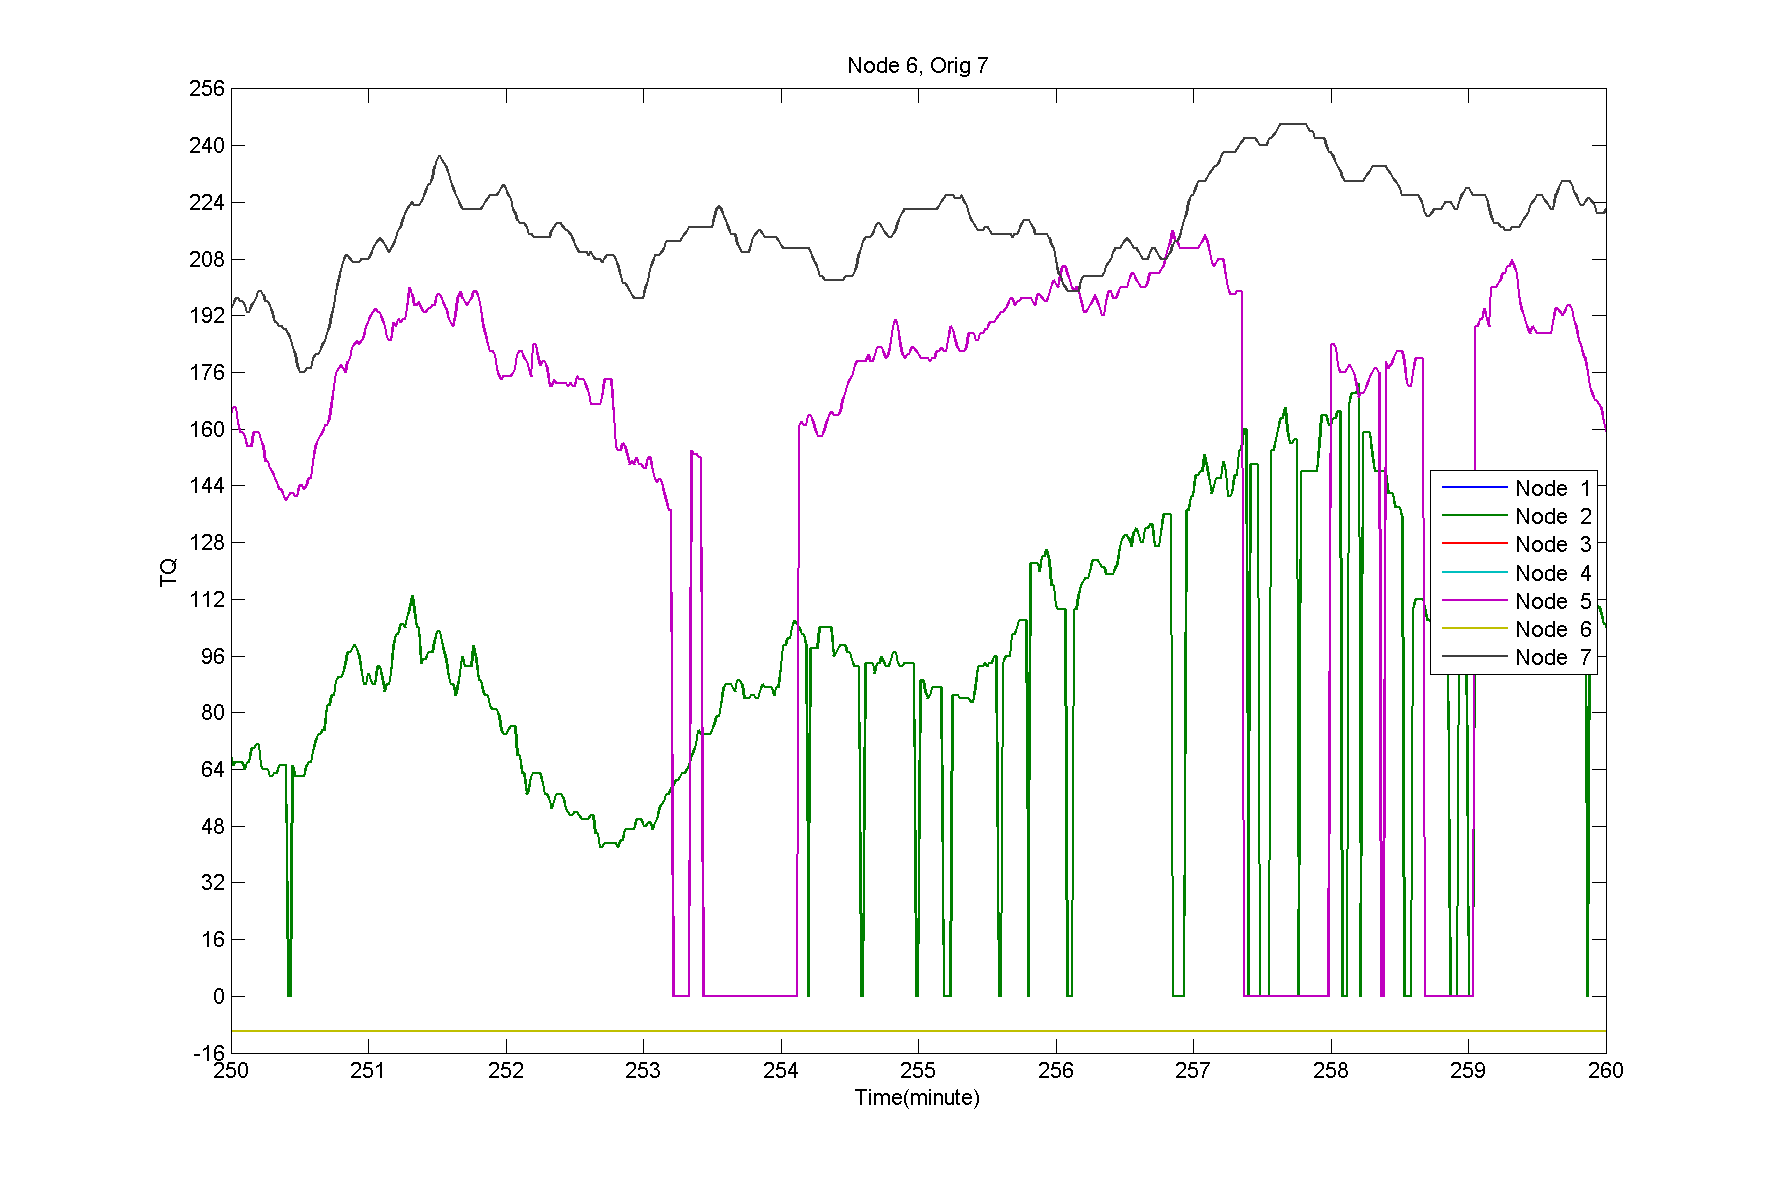 Node 6, Orig 7
256
240
224
208
192
176
160
144
128
112
96
80
64
48
32
16
0
-16
TQ
Node 1
Node 2
Node 3
Node 4
Node 5
Node 6
Node 7
250 251 252 253 254 255 256 257 258 259 260
Time(minute)